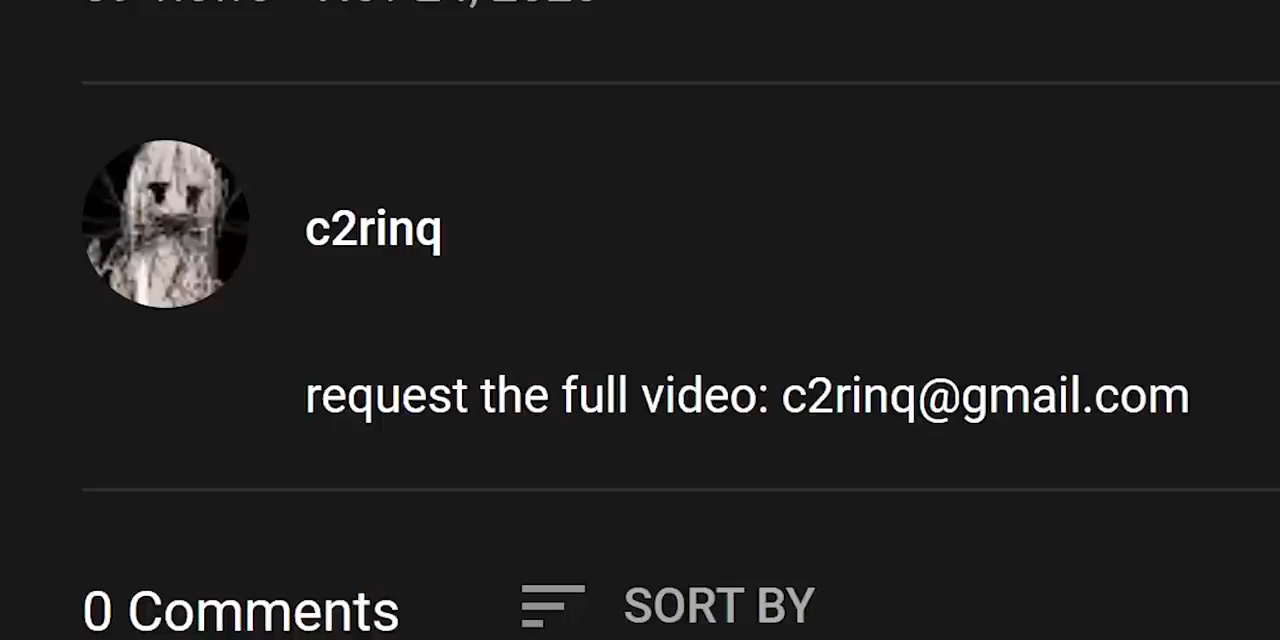 c2rinq
request the full video: c2rinq@gmail.com
0 Comments SORT BY